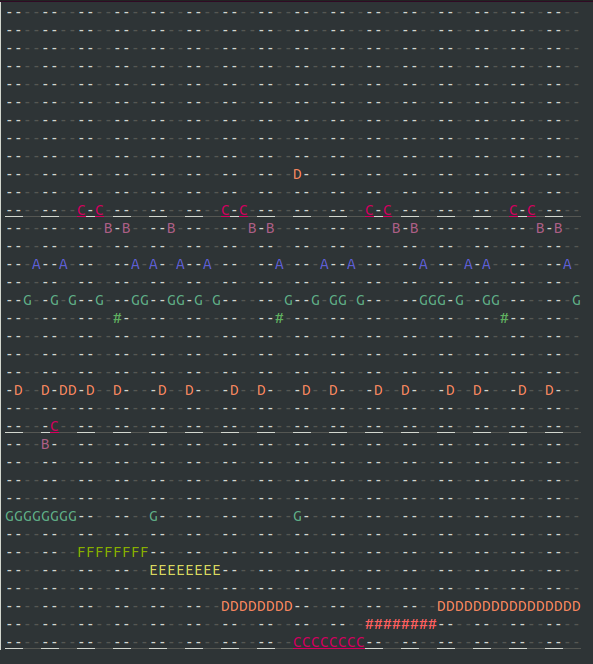 ----------------------------------------------------------------
----------------------------------------------------------------
----------------------------------------------------------------
----------------------------------------------------------------
----------------------------------------------------------------
----------------------------------------------------------------
----------------------------------------------------------------
----------------------------------------------------------------
----------------------------------------------------------------
--------------------------------D-------------------------------
----------------------------------------------------------------
--------C-C-------------C-C-------------C-C-------------C-C-----
-----------B-B----B--------B-B-------------B-B-------------B-B--
----------------------------------------------------------------
---A--A-------A-A--A-A--------A----A--A-------A----A-A--------A-
----------------------------------------------------------------
--G--G-G--G---GG--GG-G-G-------G--G-GG-G------GGG-G--GG--------G
------------#-----------------#------------------------#--------
----------------------------------------------------------------
----------------------------------------------------------------
----------------------------------------------------------------
-D--D-DD-D--D----D--D----D--D----D--D----D--D----D--D----D--D---
----------------------------------------------------------------
-----C----------------------------------------------------------
----B-----------------------------------------------------------
----------------------------------------------------------------
----------------------------------------------------------------
----------------------------------------------------------------
GGGGGGGG--------G---------------G-------------------------------
----------------------------------------------------------------
--------FFFFFFFF------------------------------------------------
----------------EEEEEEEE----------------------------------------
----------------------------------------------------------------
------------------------DDDDDDDD----------------DDDDDDDDDDDDDDDD
----------------------------------------########----------------
--------------------------------CCCCCCCC------------------------